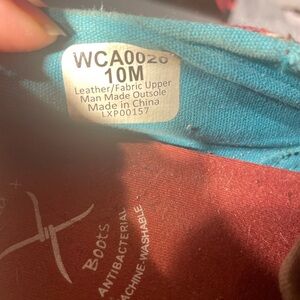 WCA0026
10M
Leather/Fabric Upper
Man Made Outsole
Made in China
LXP00157
X
Boots
ANTIBACTERIAL
MACHINE-WASHABLE